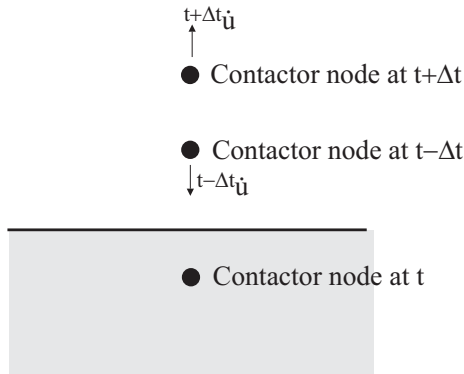 t+Δtu̇
Contactor node at t+Δt
Contactor node at t−Δt
t−Δtu̇
Contactor node at t